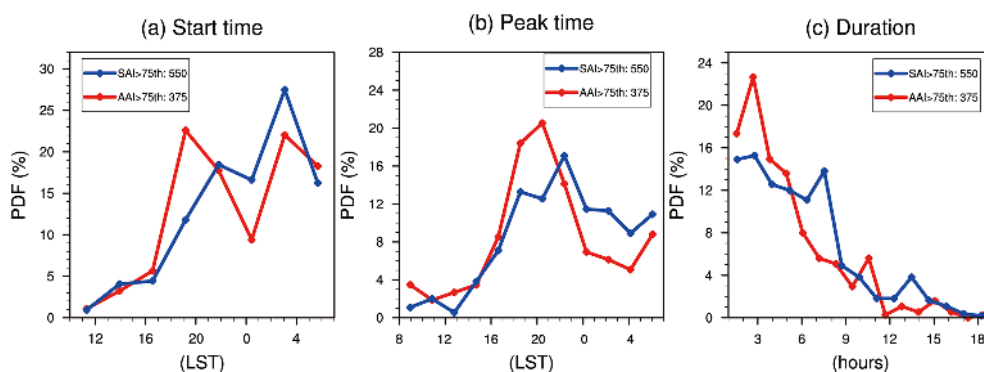 (a) Start time
PDF (%)
30
25
20
15
10
5
0
SAI>75th: 550
AAI>75th: 375
12 16 20 0 4
(LST)
(b) Peak time
PDF (%)
28
24
20
16
12
8
4
0
SAI>75th: 550
AAI>75th: 375
8 12 16 20 0 4
(LST)
(c) Duration
PDF (%)
24
20
16
12
8
4
0
SAI>75th: 550
AAI>75th: 375
3 6 9 12 15 18
(hours)